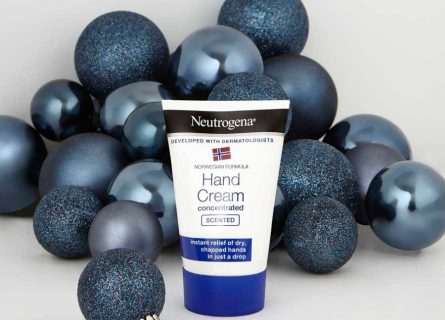 Neutrogena®
DEVELOPED WITH DERMATOLOGISTS
NORWEGIAN FORMULA
Hand
Cream
concentrated
SCENTED
instant relief of dry,
chapped hands
in just a drop